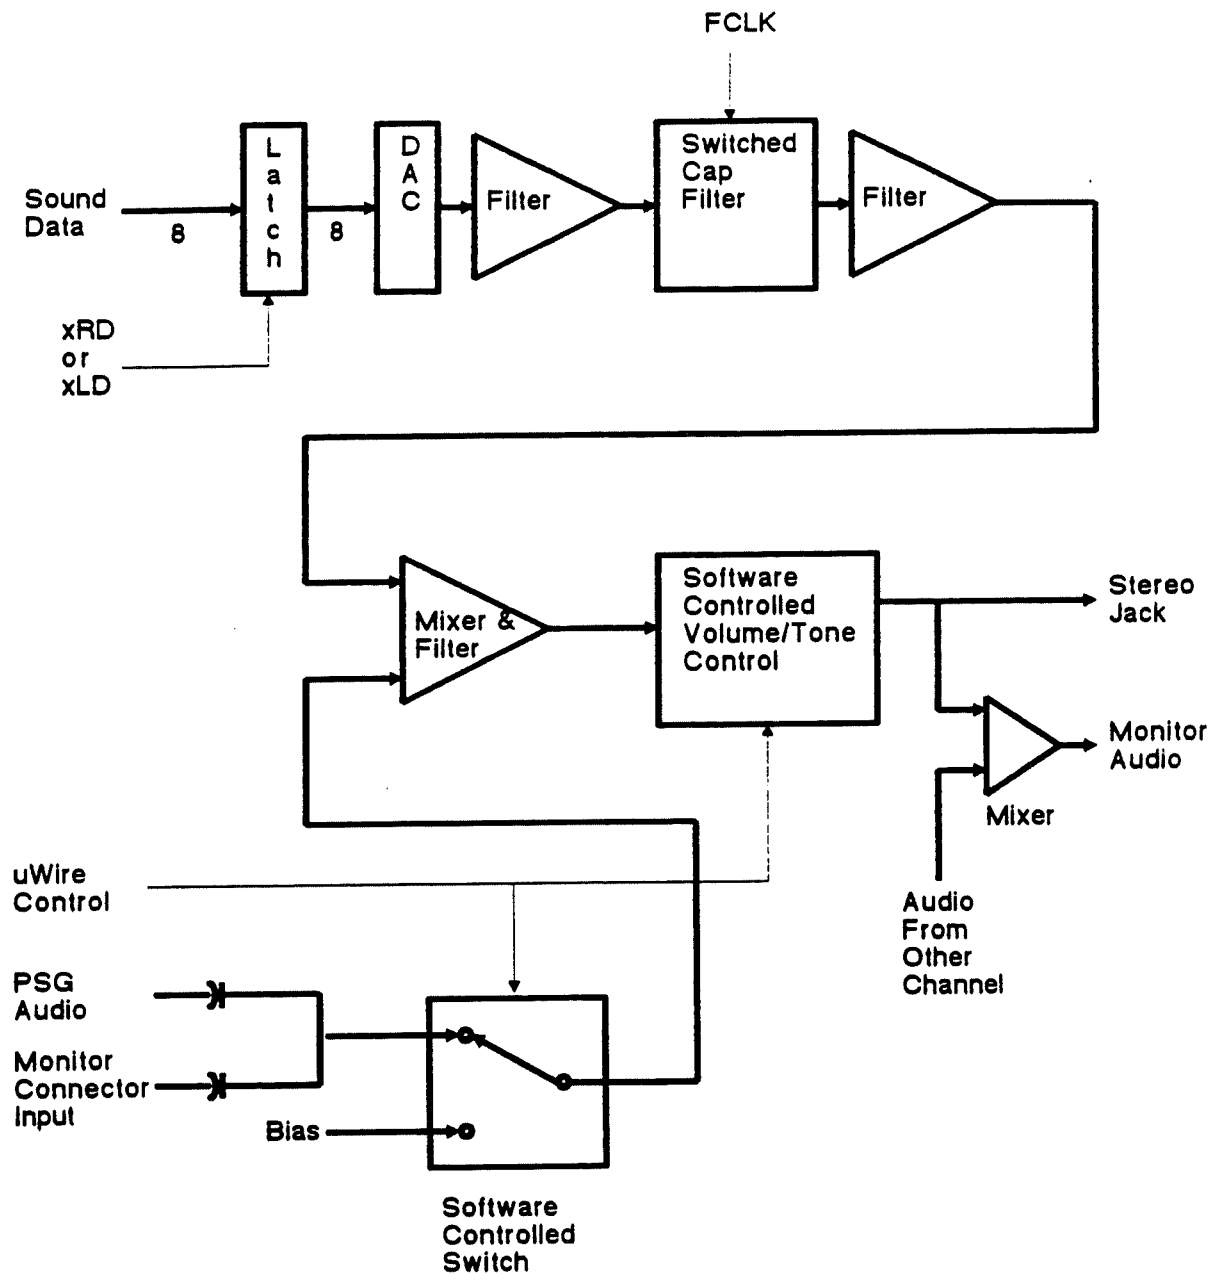 FCLK
Latch
DAC
Filter
Switched
Cap
Filter
Filter
Sound
Data
8
8
xRD
or
xLD
Mixer &
Filter
Software
Controlled
Volume/Tone
Control
Stereo
Jack
Monitor
Audio
Mixer
uWire
Control
Audio
From
Other
Channel
PSG
Audio
Monitor
Connector
Input
Bias
Software
Controlled
Switch